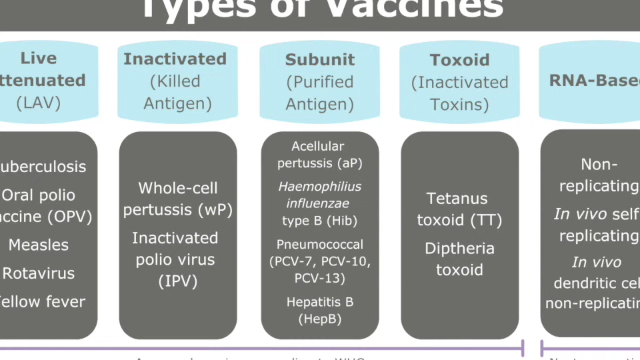 Types of Vaccines
Live
ttenuated
(LAV)
uberculosis
Oral polio
accine (OPV)
Measles
Rotavirus
ellow fever
Inactivated
(Killed
Antigen)
Whole-cell
pertussis (wP)
Inactivated
polio virus
(IPV)
Subunit
(Purified
Antigen)
Acellular
pertussis (aP)
Haemophilius
influenzae
type B (Hib)
Pneumococcal
(PCV-7, PCV-10,
PCV-13)
Hepatitis B
(HepB)
Toxoid
(Inactivated
Toxins)
Tetanus
toxoid (TT)
Diptheria
toxoid
RNA-Based
Non-
replicating
In vivo self
replicating
In vivo
dendritic cel
non-replicatin